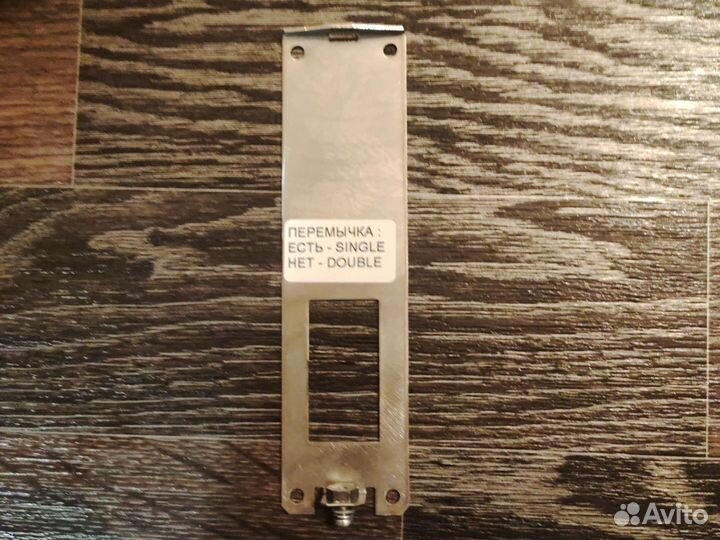 ПЕРЕМЫЧКА :
ЕСТЬ - SINGLE
НЕТ - DOUBLE
Avito